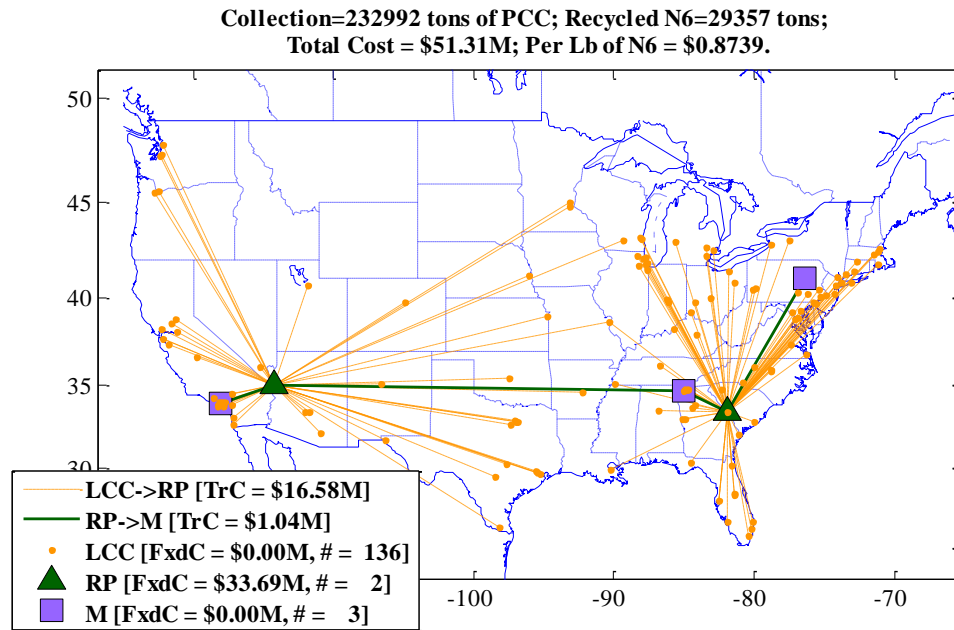 Collection=232992 tons of PCC; Recycled N6=29357 tons;
Total Cost = $51.31M; Per Lb of N6 = $0.8739.
50
45
40
35
30
LCC->RP [TrC = $16.58M]
RP->M [TrC = $1.04M]
LCC [FxdC = $0.00M, # = 136]
RP [FxdC = $33.69M, # = 2]
M [FxdC = $0.00M, # = 3]
-100
-90
-80
-70